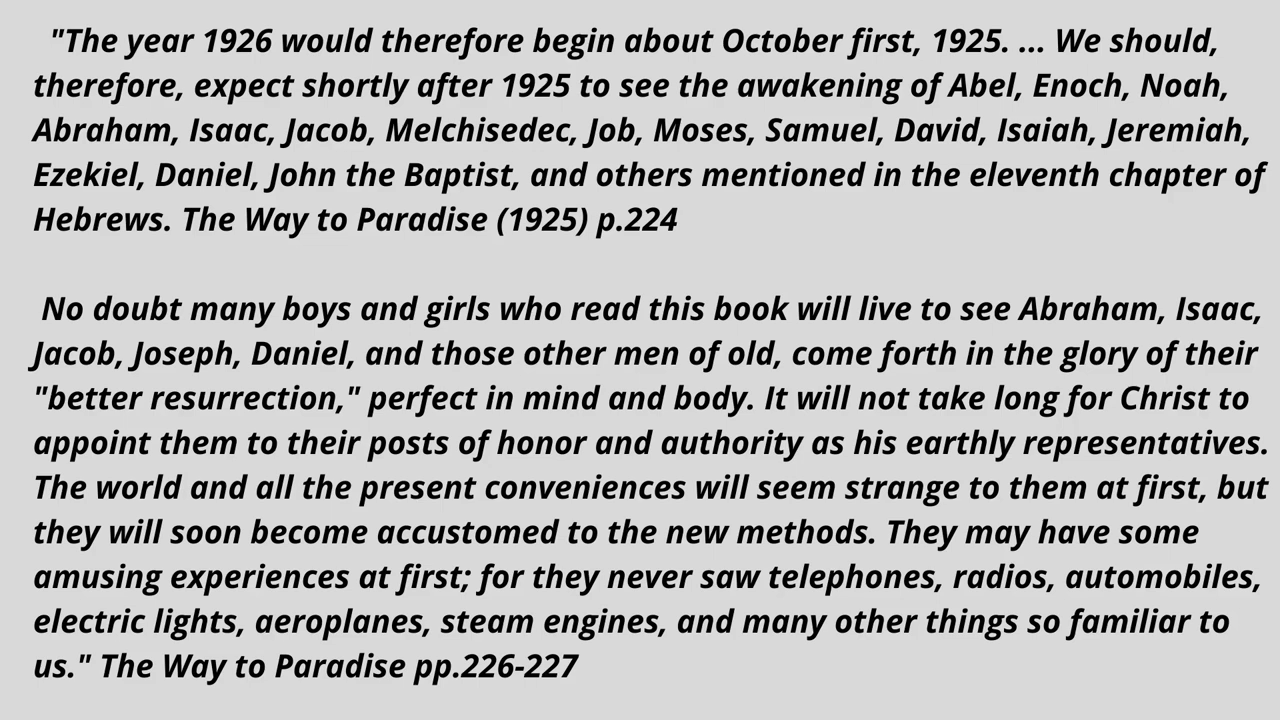 "The year 1926 would therefore begin about October first, 1925. ... We should,
therefore, expect shortly after 1925 to see the awakening of Abel, Enoch, Noah,
Abraham, Isaac, Jacob, Melchisedec, Job, Moses, Samuel, David, Isaiah, Jeremiah,
Ezekiel, Daniel, John the Baptist, and others mentioned in the eleventh chapter of
Hebrews. The Way to Paradise (1925) p.224
No doubt many boys and girls who read this book will live to see Abraham, Isaac,
Jacob, Joseph, Daniel, and those other men of old, come forth in the glory of their
"better resurrection," perfect in mind and body. It will not take long for Christ to
appoint them to their posts of honor and authority as his earthly representatives.
The world and all the present conveniences will seem strange to them at first, but
they will soon become accustomed to the new methods. They may have some
amusing experiences at first; for they never saw telephones, radios, automobiles,
electric lights, aeroplanes, steam engines, and many other things so familiar to
us." The Way to Paradise pp.226-227